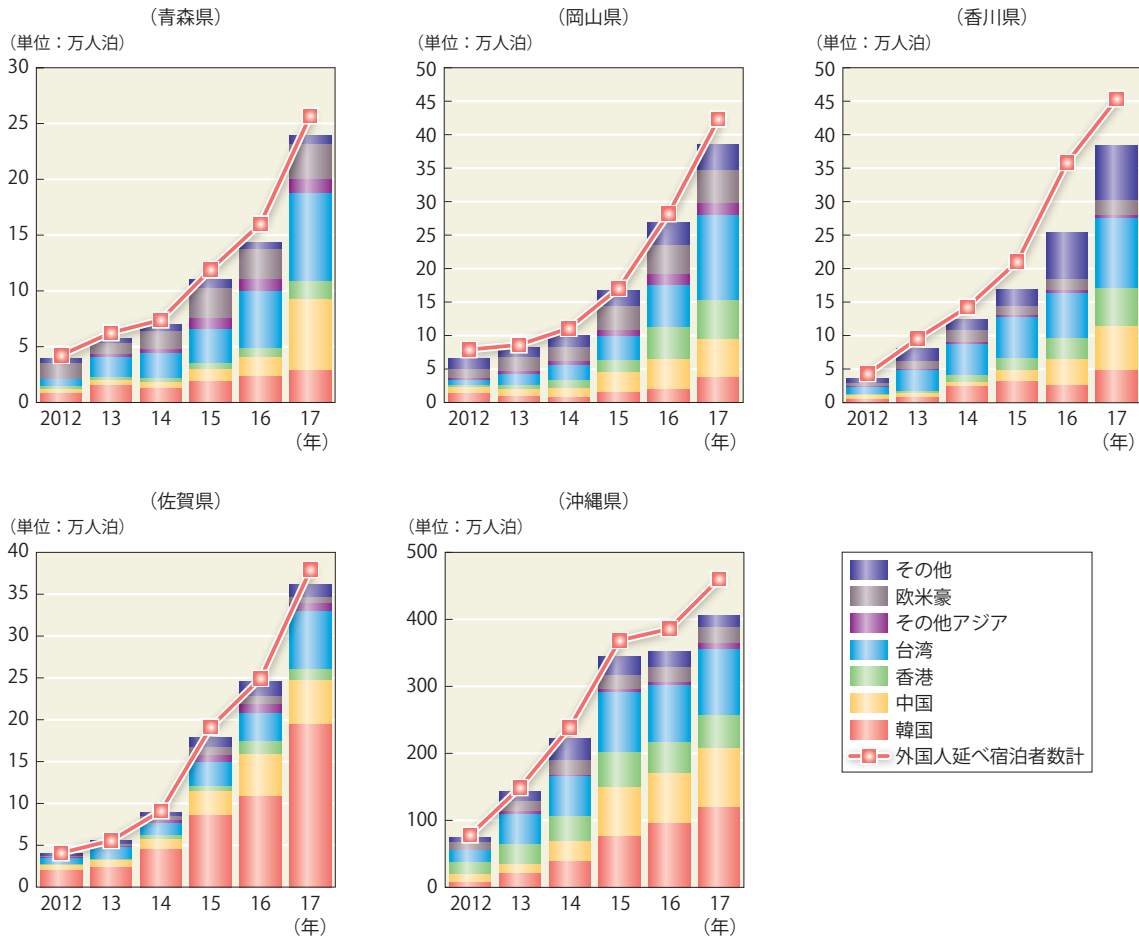 （青森県）
（単位：万人泊）
30
25
20
15
10
5
0
2012 13 14 15 16 17
（年）
（岡山県）
（単位：万人泊）
50
45
40
35
30
25
20
15
10
5
0
2012 13 14 15 16 17
（年）
（香川県）
（単位：万人泊）
50
45
40
35
30
25
20
15
10
5
0
2012 13 14 15 16 17
（年）
（佐賀県）
（単位：万人泊）
40
35
30
25
20
15
10
5
0
2012 13 14 15 16 17
（年）
（沖縄県）
（単位：万人泊）
500
400
300
200
100
0
2012 13 14 15 16 17
（年）
その他
欧米豪
その他アジア
台湾
香港
中国
韓国
外国人延べ宿泊者数計